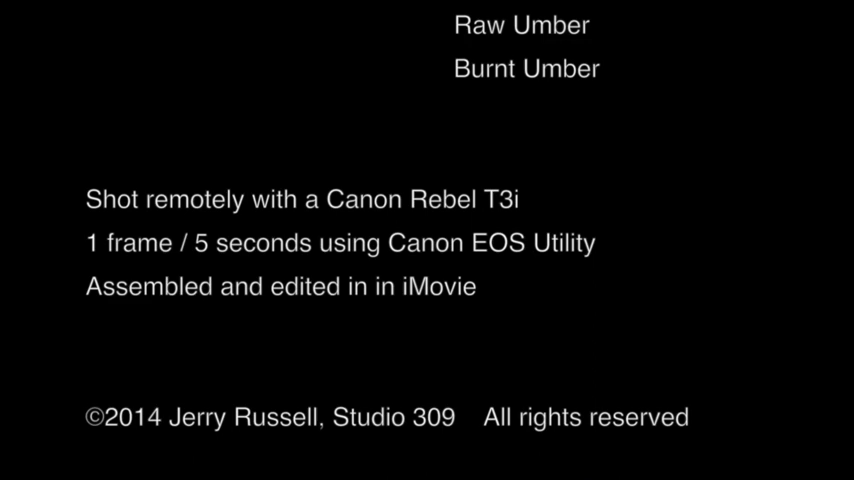 Raw Umber
Burnt Umber
Shot remotely with a Canon Rebel T3i
1 frame / 5 seconds using Canon EOS Utility
Assembled and edited in in iMovie
©2014 Jerry Russell, Studio 309 All rights reserved